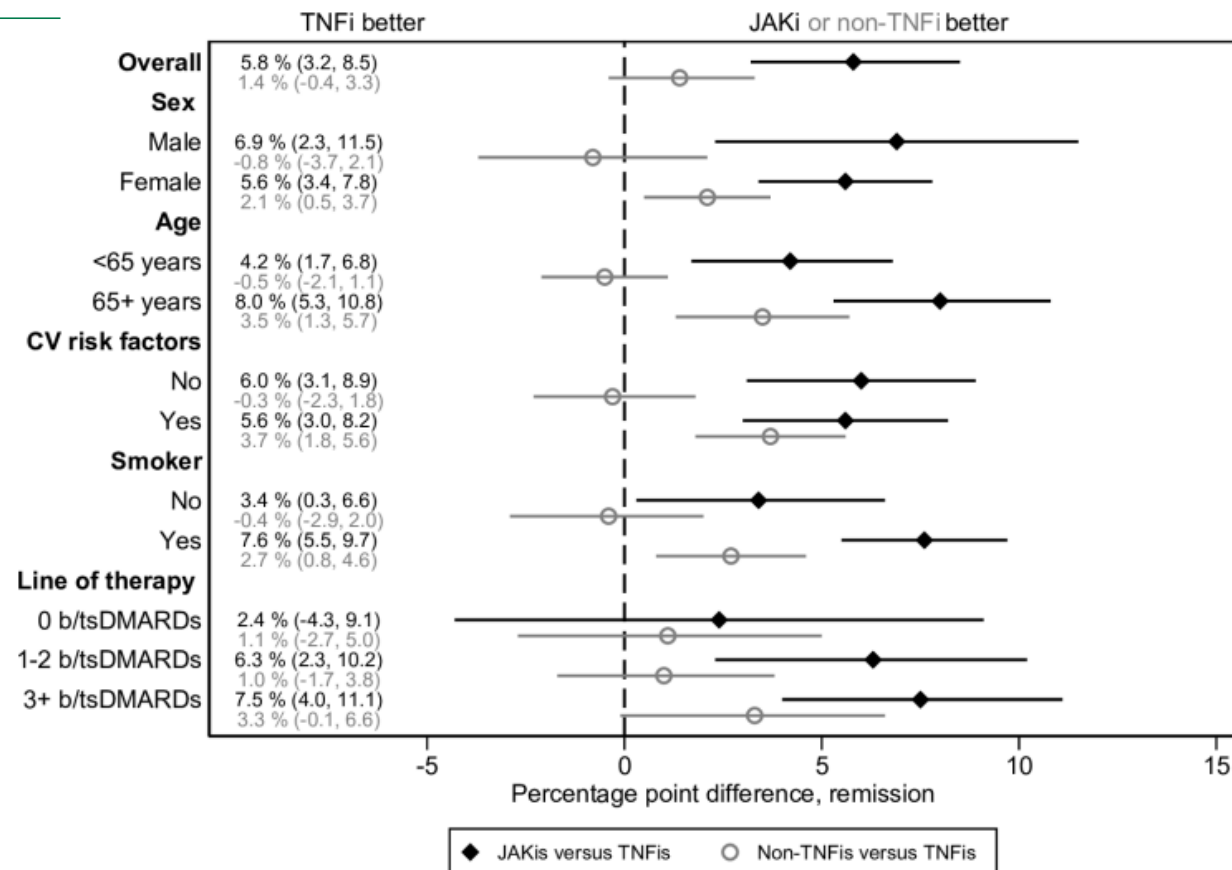 TNFi better JAKi or non-TNFi better
Overall 5.8 % (3.2, 8.5)
1.4 % (-0.4, 3.3)
Sex
Male 6.9 % (2.3, 11.5)
-0.8 % (-3.7, 2.1)
Female 5.6 % (3.4, 7.8)
2.1 % (0.5, 3.7)
Age
<65 years 4.2 % (1.7, 6.8)
-0.5 % (-2.1, 1.1)
65+ years 8.0 % (5.3, 10.8)
3.5 % (1.3, 5.7)
CV risk factors
No 6.0 % (3.1, 8.9)
-0.3 % (-2.3, 1.8)
Yes 5.6 % (3.0, 8.2)
3.7 % (1.8, 5.6)
Smoker
No 3.4 % (0.3, 6.6)
-0.4 % (-2.9, 2.0)
Yes 7.6 % (5.5, 9.7)
2.7 % (0.8, 4.6)
Line of therapy
0 b/tsDMARDs 2.4 % (-4.3, 9.1)
1.1 % (-2.7, 5.0)
1-2 b/tsDMARDs 6.3 % (2.3, 10.2)
1.0 % (-1.7, 3.8)
3+ b/tsDMARDs 7.5 % (4.0, 11.1)
3.3 % (-0.1, 6.6)
-5 0 5 10 15
Percentage point difference, remission
JAKis versus TNFis Non-TNFis versus TNFis